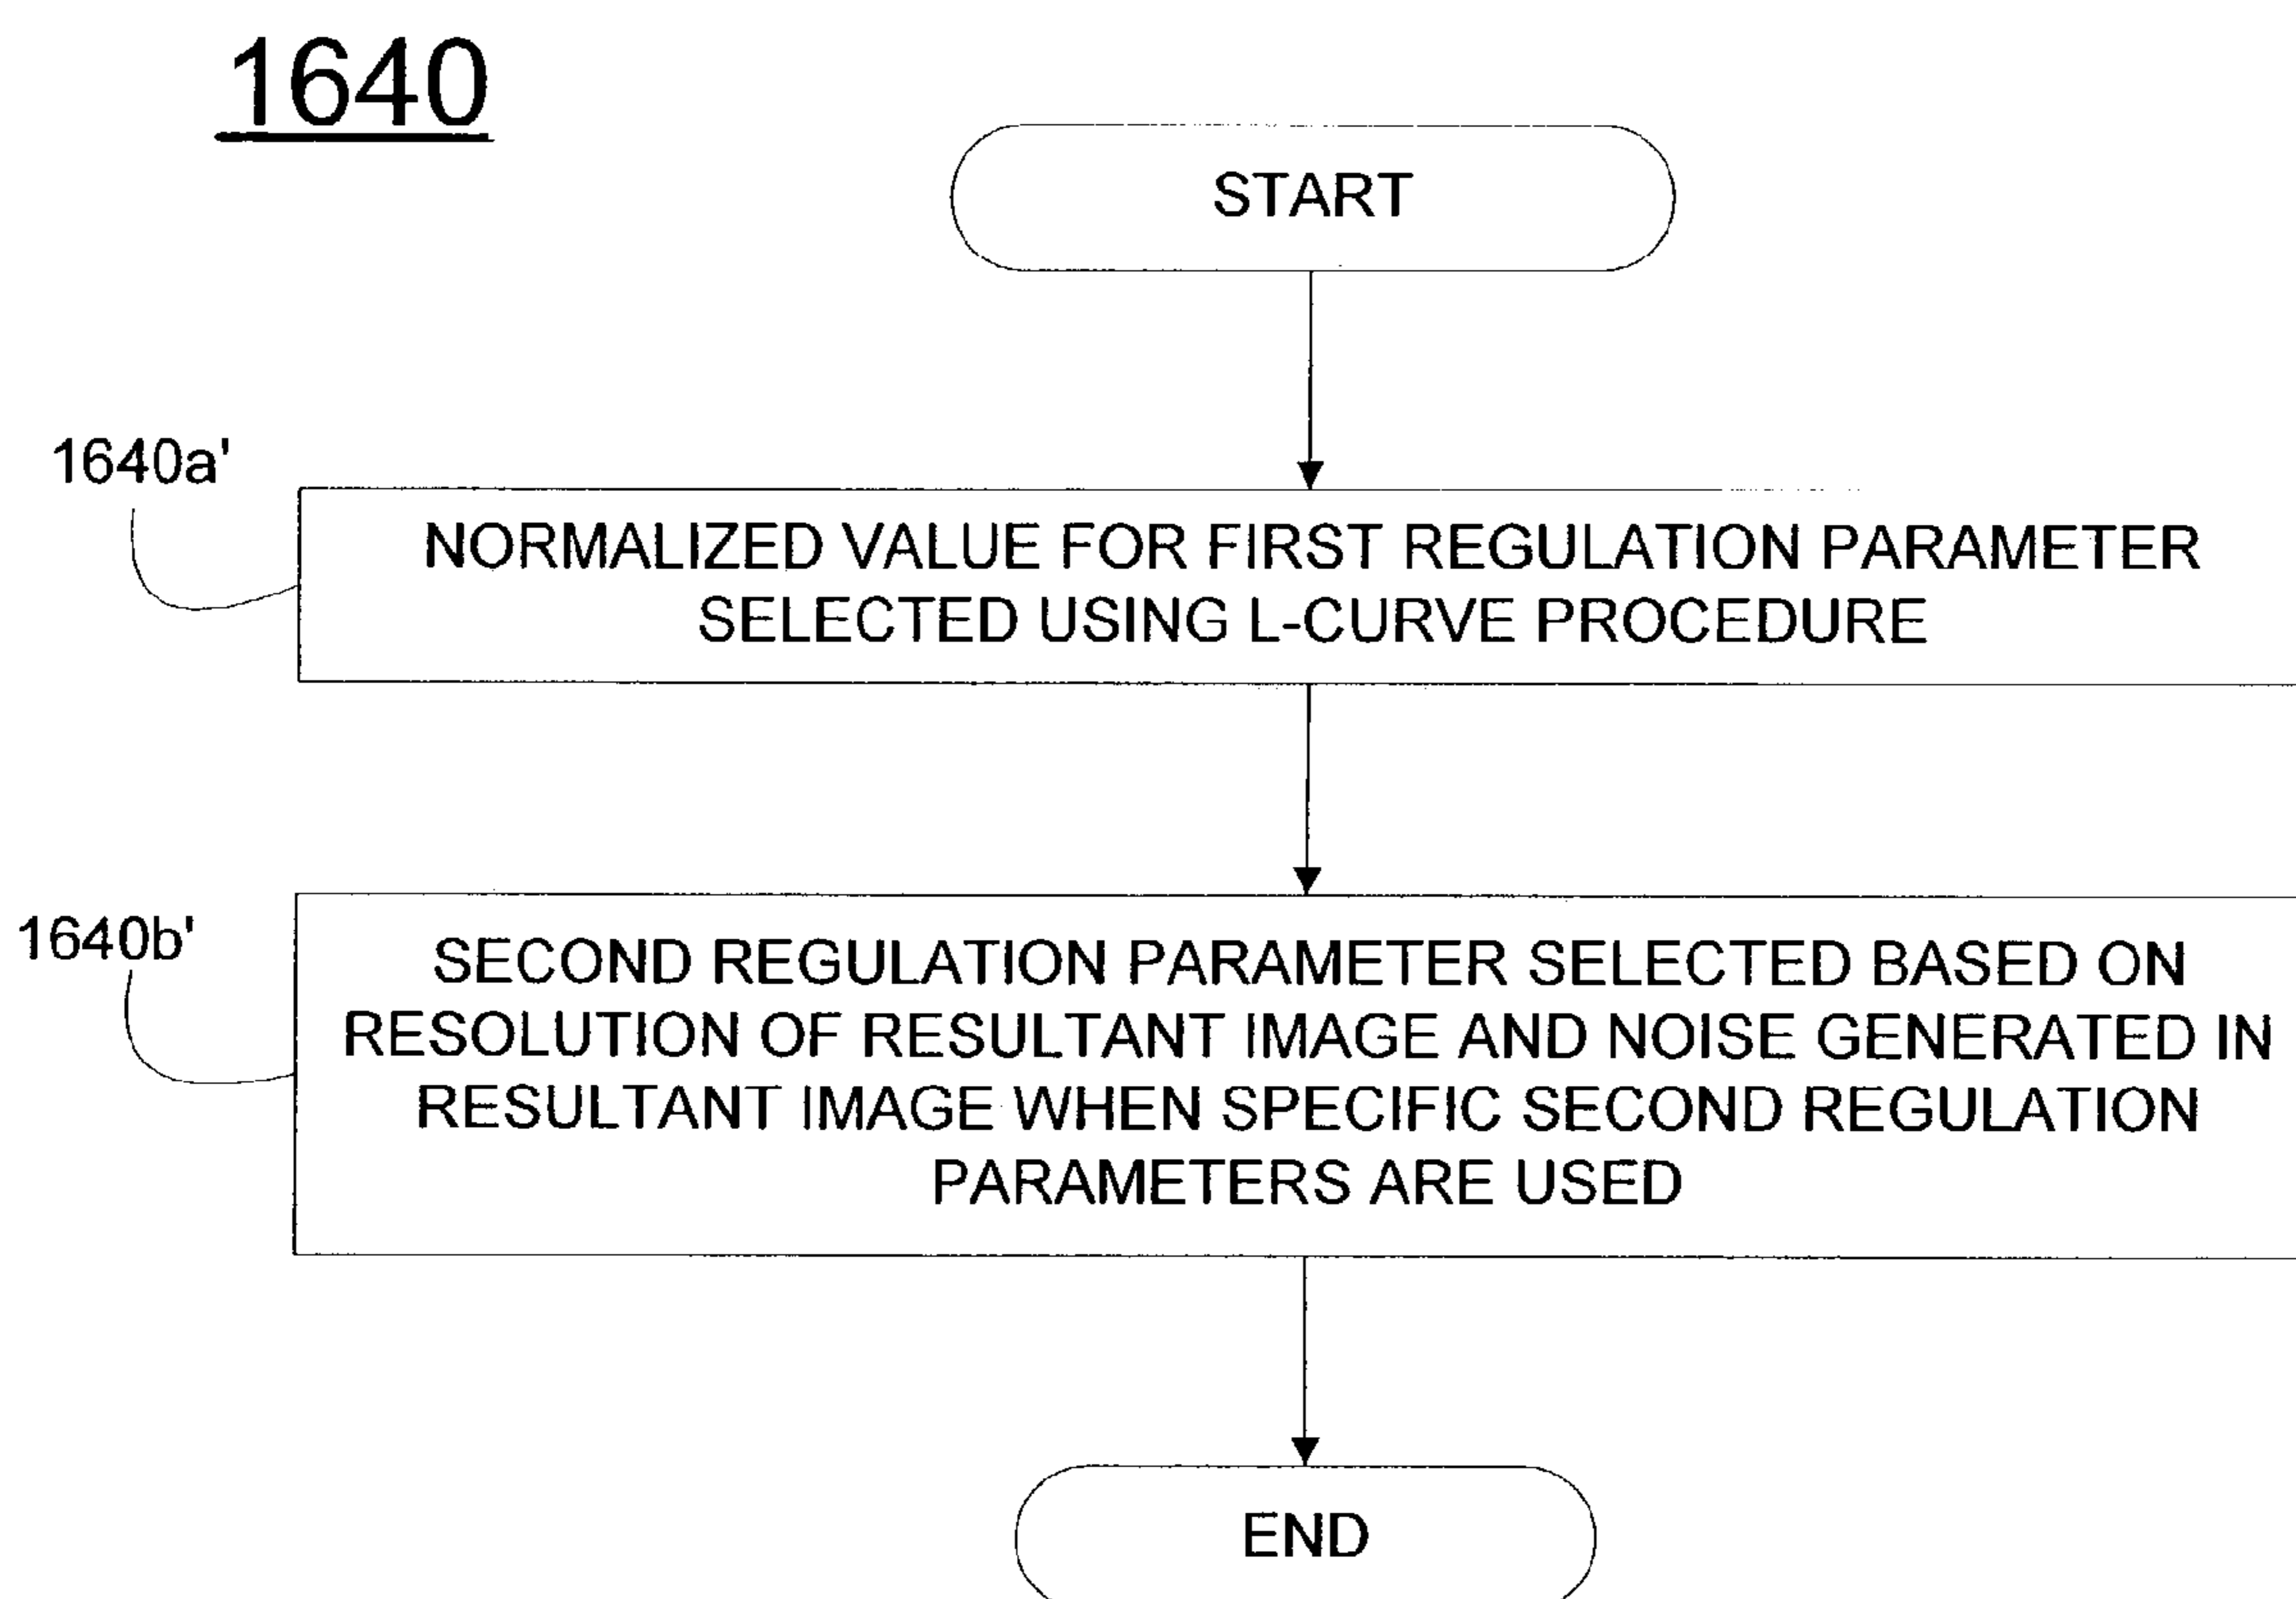 1640
START
1640a'
NORMALIZED VALUE FOR FIRST REGULATION PARAMETER
SELECTED USING L-CURVE PROCEDURE
1640b'
SECOND REGULATION PARAMETER SELECTED BASED ON
RESOLUTION OF RESULTANT IMAGE AND NOISE GENERATED IN
RESULTANT IMAGE WHEN SPECIFIC SECOND REGULATION
PARAMETERS ARE USED
END